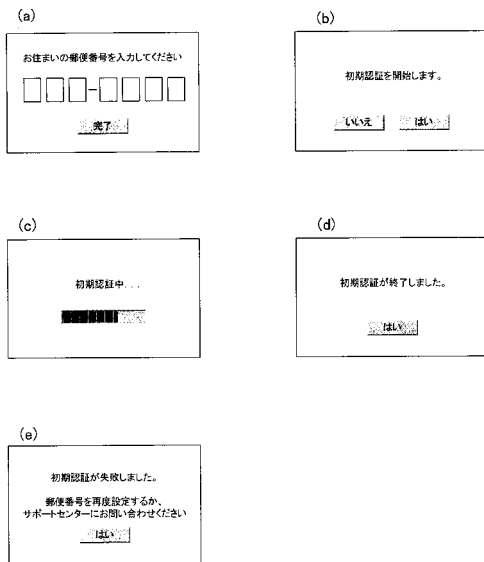 (a)
お住まいの郵便番号を入力してください
完了
(b)
初期認証を開始します。
いいえ
はい
(c)
初期認証中...
(d)
初期認証が終了しました。
はい
(e)
初期認証が失敗しました。
郵便番号を再度設定するか、
サポートセンターにお問い合わせください
はい